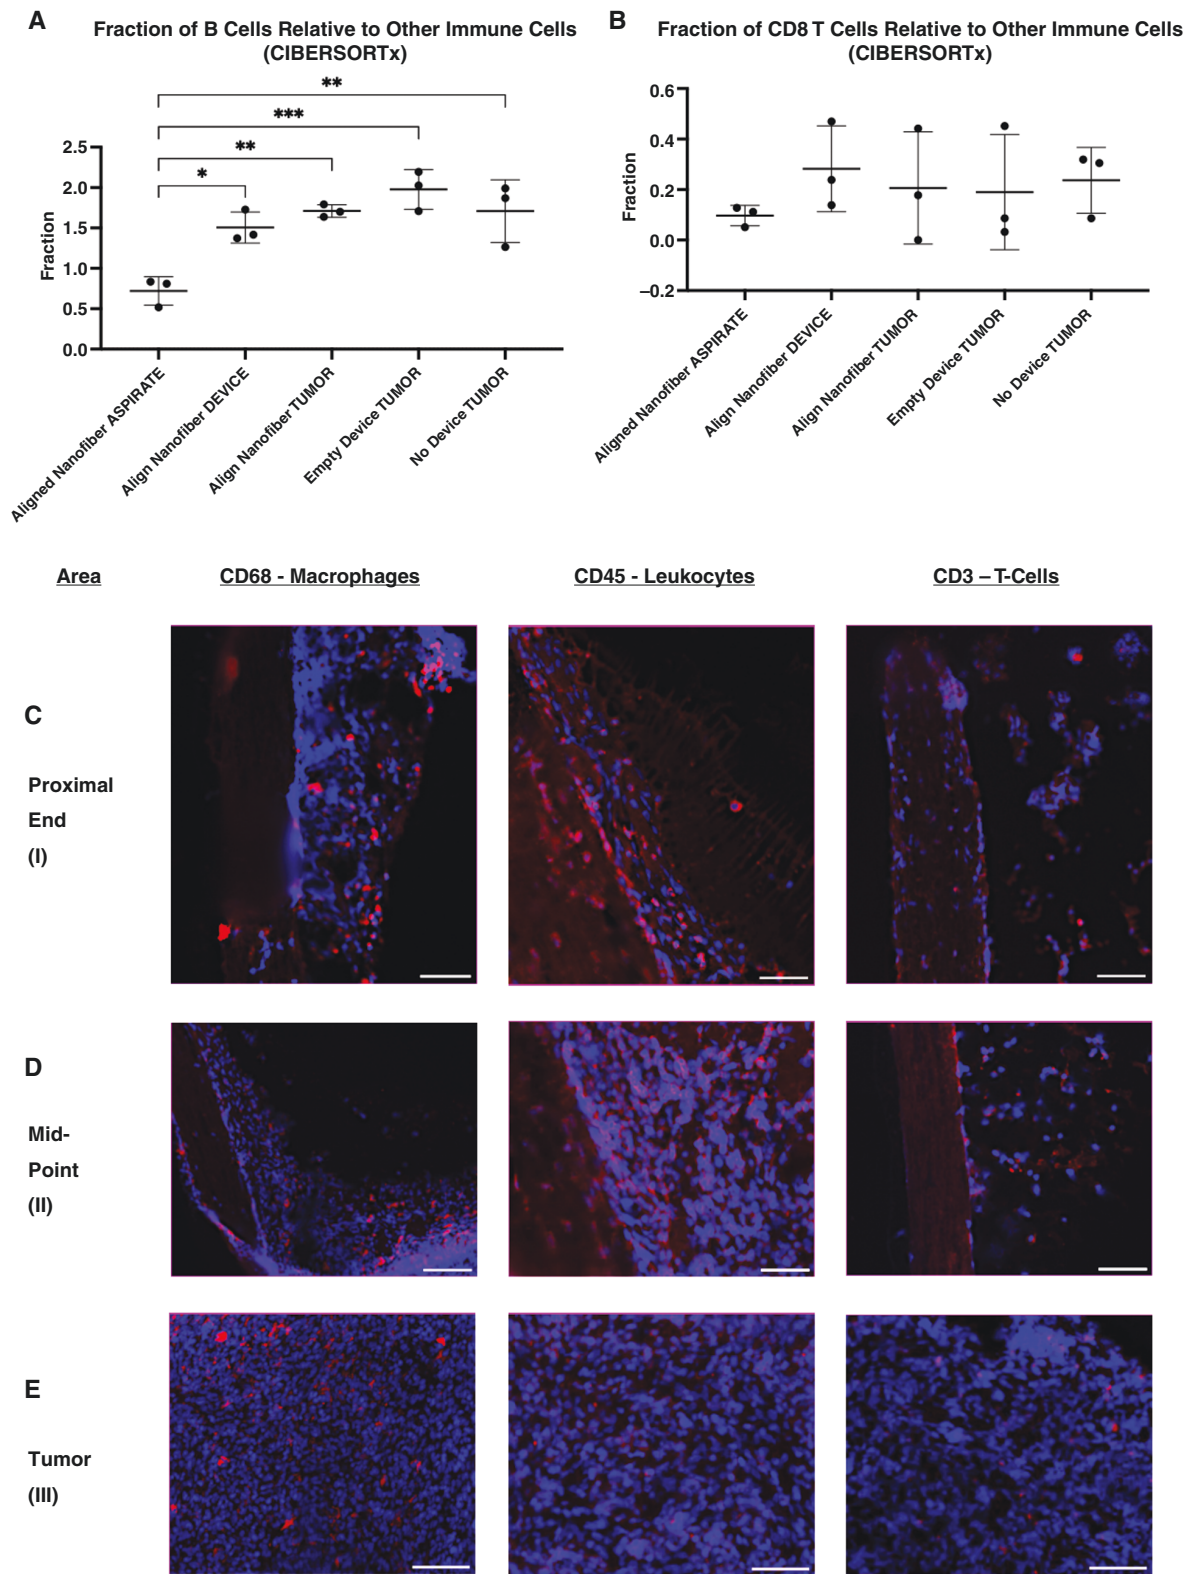 A
Fraction of B Cells Relative to Other Immune Cells
(CIBERSORTx)
**
***
**
*
2.5
2.0
1.5
1.0
0.5
0.0
Fraction
Aligned Nanofiber ASPIRATE
Align Nanofiber DEVICE
Align Nanofiber TUMOR
Empty Device TUMOR
No Device TUMOR
B
Fraction of CD8 T Cells Relative to Other Immune Cells
(CIBERSORTx)
0.6
0.4
0.2
0.0
–0.2
Fraction
Aligned Nanofiber ASPIRATE
Align Nanofiber DEVICE
Align Nanofiber TUMOR
Empty Device TUMOR
No Device TUMOR
Area
CD68 - Macrophages
CD45 - Leukocytes
CD3 – T-Cells
C
Proximal
End
(I)
D
Mid-
Point
(II)
E
Tumor
(III)